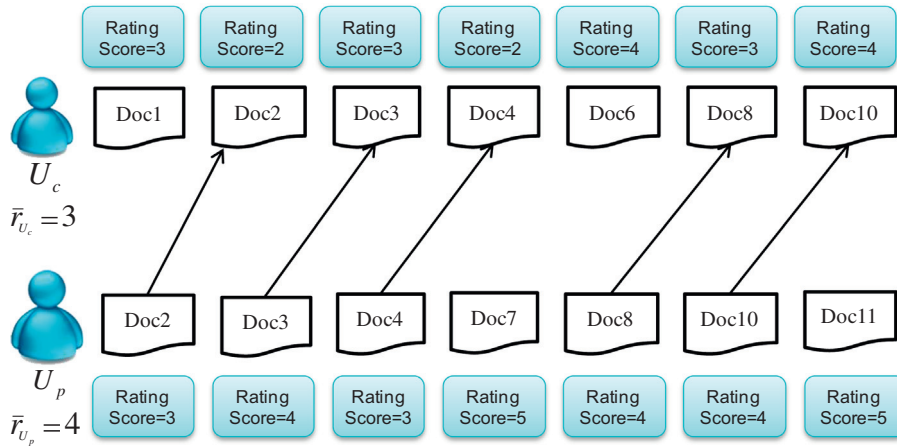 Rating Score=3
Rating Score=2
Rating Score=3
Rating Score=2
Rating Score=4
Rating Score=3
Rating Score=4
Doc1
Doc2
Doc3
Doc4
Doc6
Doc8
Doc10
U_c
r̄_{U_c} = 3
Doc2
Doc3
Doc4
Doc7
Doc8
Doc10
Doc11
U_p
r̄_{U_p} = 4
Rating Score=3
Rating Score=4
Rating Score=3
Rating Score=5
Rating Score=4
Rating Score=4
Rating Score=5